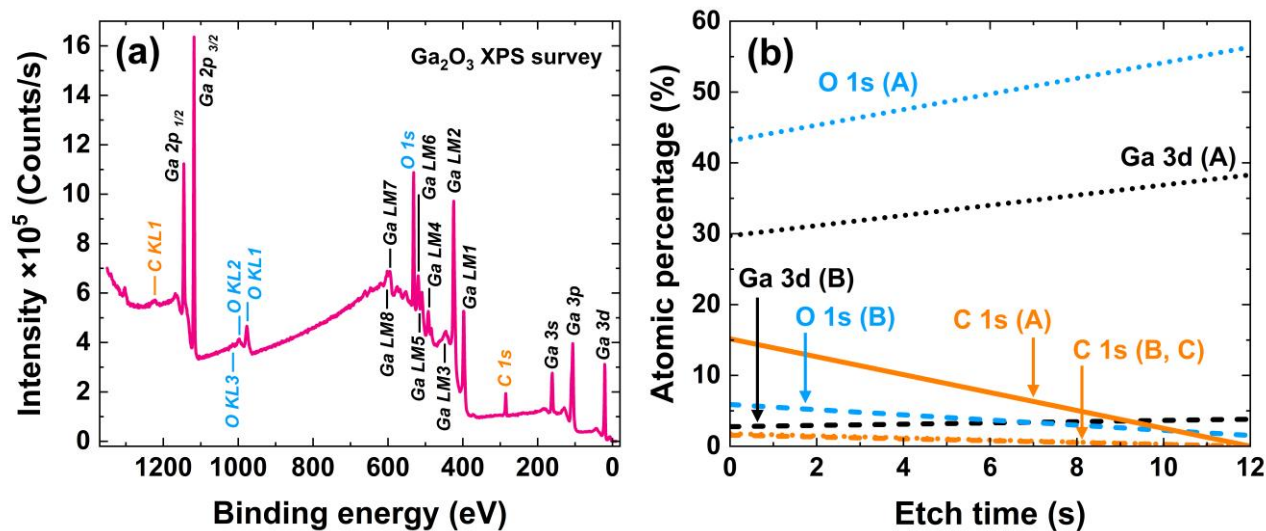 (a)
Ga₂O₃ XPS survey
Intensity ×10⁵ (Counts/s)
16
14
12
10
8
6
4
2
0
C KL1
Ga 2p 1/2
Ga 2p 3/2
O KL3
O KL2
O KL1
Ga LM8
Ga LM7
O 1s
Ga LM5
Ga LM6
Ga LM4
Ga LM3
Ga LM2
Ga LM1
C 1s
Ga 3s
Ga 3p
Ga 3d
1200 1000 800 600 400 200 0
Binding energy (eV)
(b)
Atomic percentage (%)
60
50
40
30
20
10
0
O 1s (A)
Ga 3d (A)
Ga 3d (B)
O 1s (B)
C 1s (A)
C 1s (B, C)
0 2 4 6 8 10 12
Etch time (s)